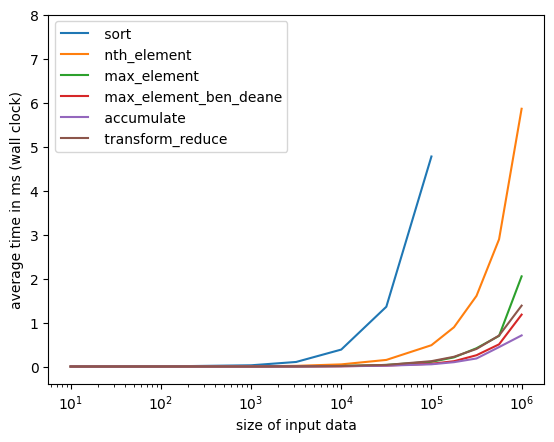 8
7
6
5
4
3
2
1
0
average time in ms (wall clock)
sort
nth_element
max_element
max_element_ben_deane
accumulate
transform_reduce
10¹ 10² 10³ 10⁴ 10⁵ 10⁶
size of input data